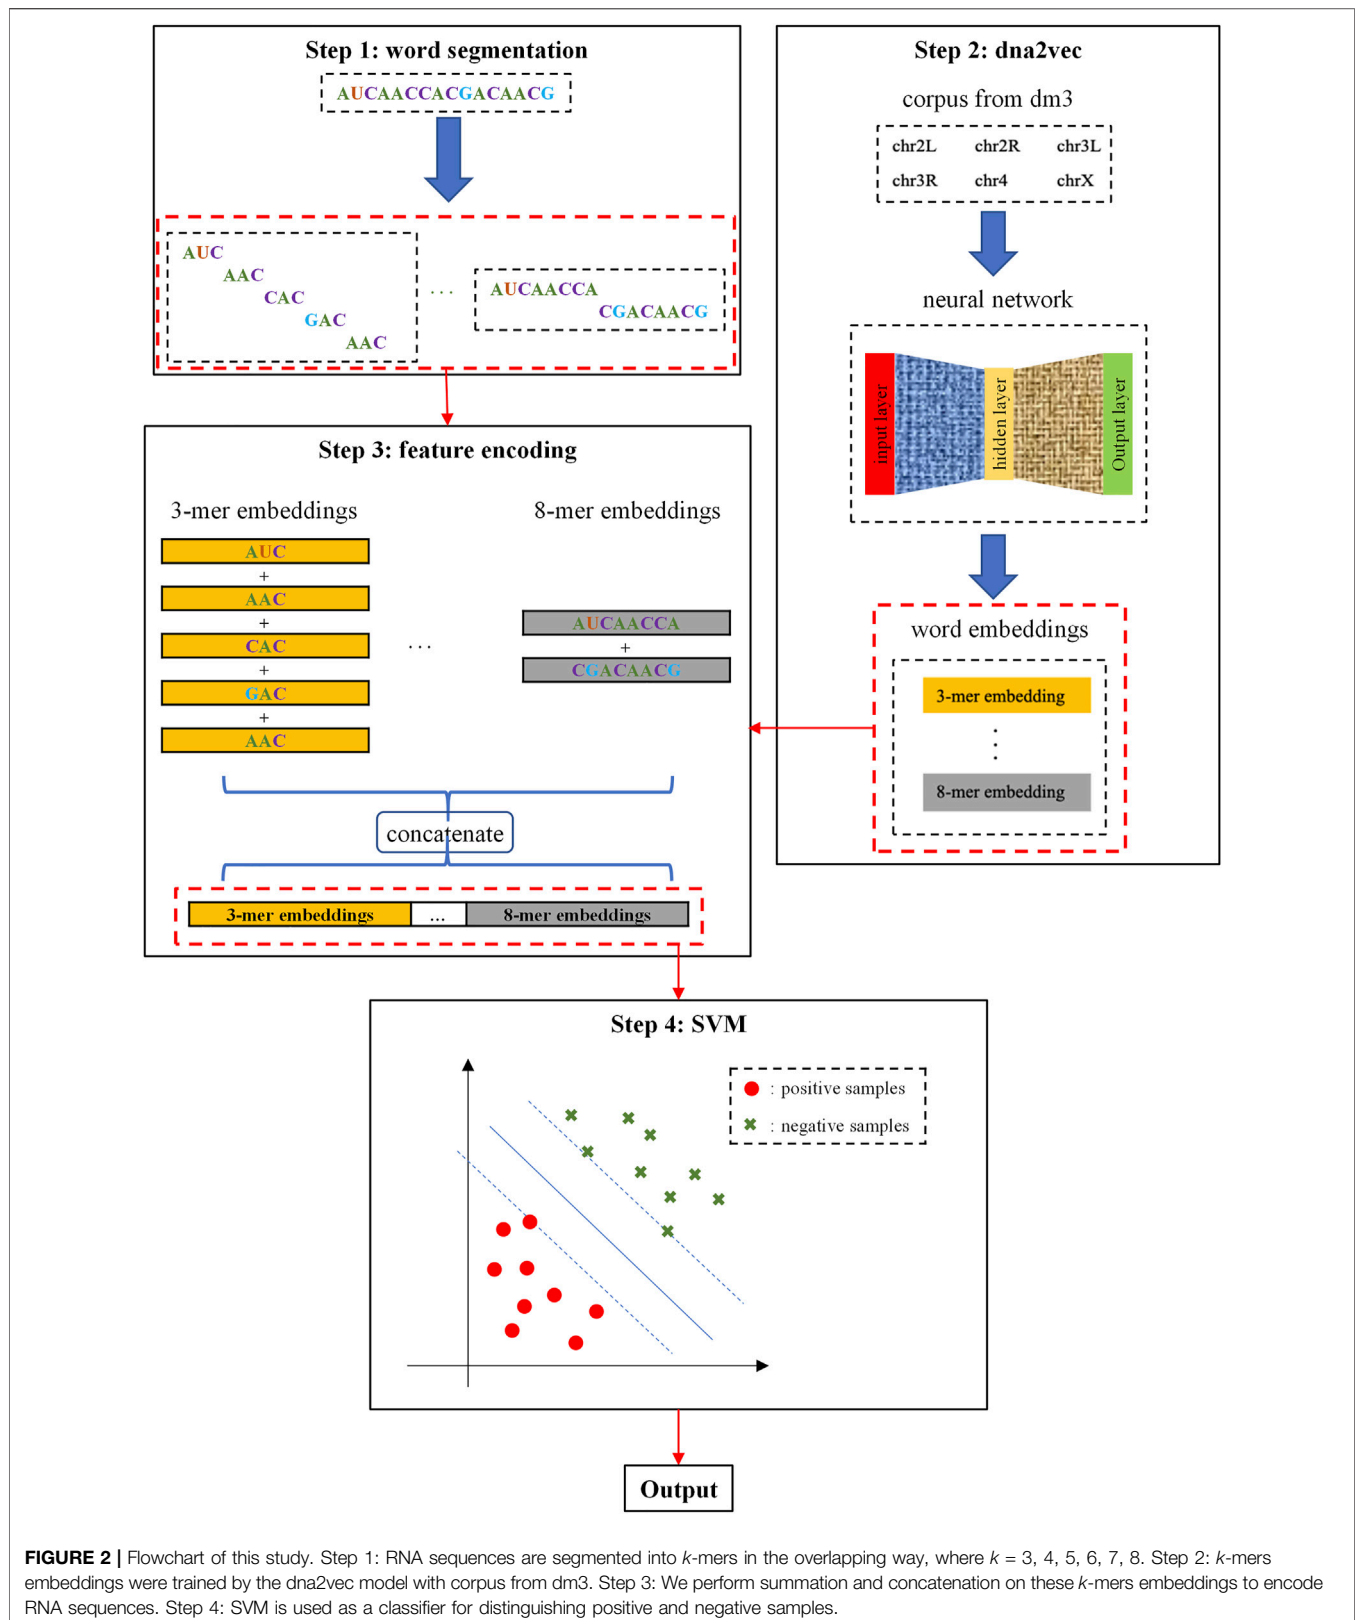 Step 1: word segmentation
AUCAACCACGACAACG
AUC
AAC
CAC
GAC
AAC
...
AUCAACCA
CGACAACG
Step 2: dna2vec
corpus from dm3
chr2L chr2R chr3L
chr3R chr4 chrX
neural network
input layer
hidden layer
Output layer
word embeddings
3-mer embedding
⋮
8-mer embedding
Step 3: feature encoding
3-mer embeddings
AUC
+
AAC
+
CAC
+
GAC
+
AAC
...
8-mer embeddings
AUCAACCA
+
CGACAACG
concatenate
3-mer embeddings ... 8-mer embeddings
Step 4: SVM
: positive samples
: negative samples
Output
FIGURE 2 | Flowchart of this study. Step 1: RNA sequences are segmented into k-mers in the overlapping way, where k = 3, 4, 5, 6, 7, 8. Step 2: k-mers
embeddings were trained by the dna2vec model with corpus from dm3. Step 3: We perform summation and concatenation on these k-mers embeddings to encode
RNA sequences. Step 4: SVM is used as a classifier for distinguishing positive and negative samples.